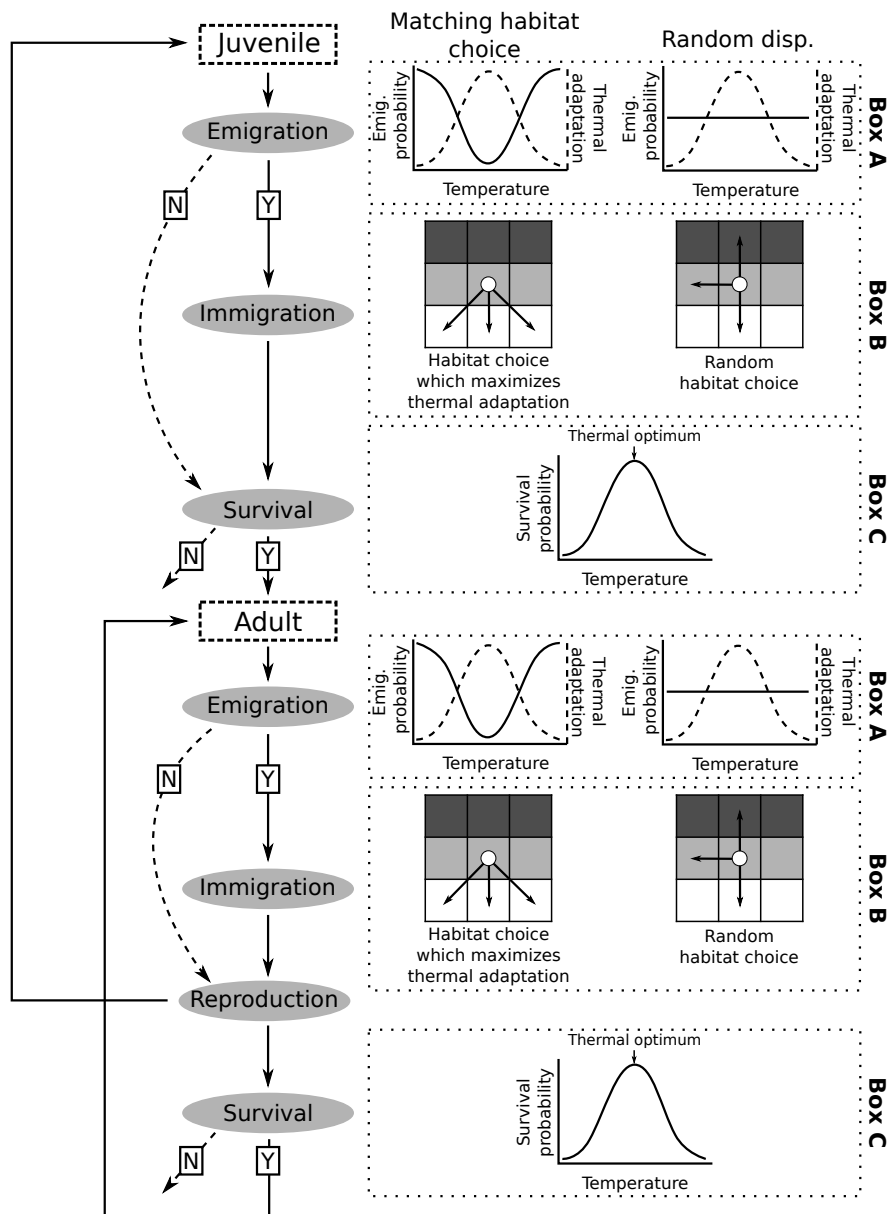 Matching habitat
choice
Random disp.
Juvenile
Emigration
N
Y
Immigration
Survival
N
Y
Emig.
probability
Thermal
adaptation
Temperature
Emig.
probability
Thermal
adaptation
Temperature
Box A
Habitat choice
which maximizes
thermal adaptation
Random
habitat choice
Box B
Thermal optimum
Survival
probability
Temperature
Box C
Adult
Emigration
N
Y
Immigration
Reproduction
Survival
N
Y
Emig.
probability
Thermal
adaptation
Temperature
Emig.
probability
Thermal
adaptation
Temperature
Box A
Habitat choice
which maximizes
thermal adaptation
Random
habitat choice
Box B
Thermal optimum
Survival
probability
Temperature
Box C